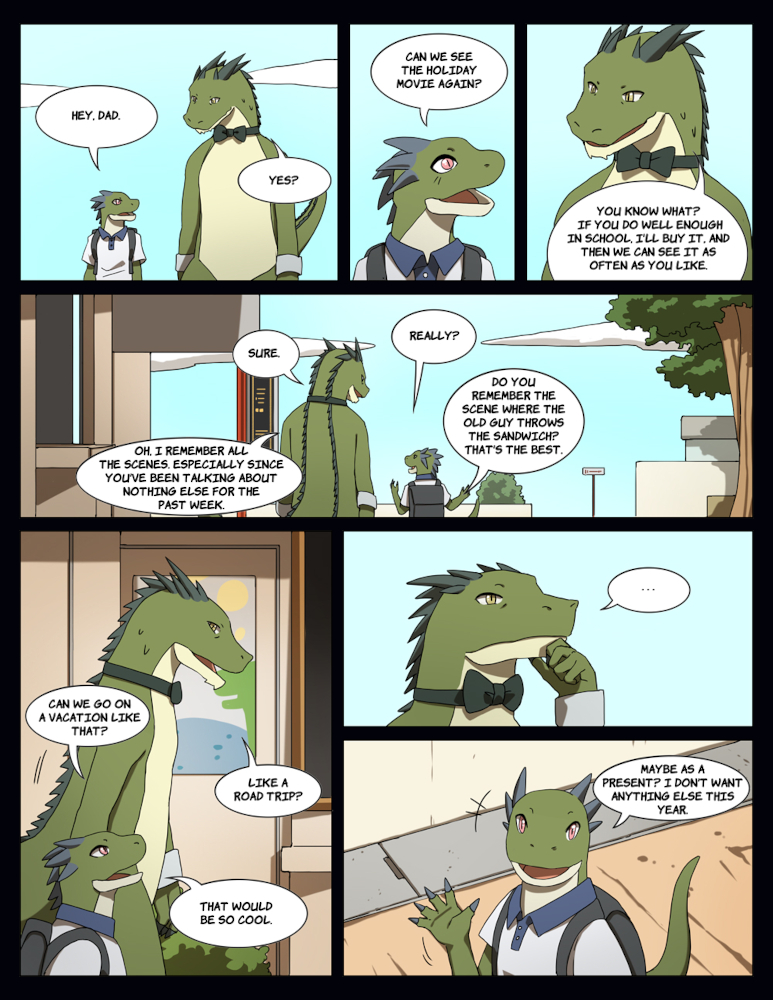 HEY, DAD.
YES?
CAN WE SEE
THE HOLIDAY
MOVIE AGAIN?
YOU KNOW WHAT?
IF YOU DO WELL ENOUGH
IN SCHOOL, I'LL BUY IT, AND
THEN WE CAN SEE IT AS
OFTEN AS YOU LIKE.
REALLY?
SURE.
DO YOU
REMEMBER THE
SCENE WHERE THE
OLD GUY THROWS
THE SANDWICH?
THAT'S THE BEST.
OH, I REMEMBER ALL
THE SCENES. ESPECIALLY SINCE
YOU'VE BEEN TALKING ABOUT
NOTHING ELSE FOR THE
PAST WEEK.
CAN WE GO ON
A VACATION LIKE
THAT?
LIKE A
ROAD TRIP?
THAT WOULD
BE SO COOL.
...
MAYBE AS A
PRESENT? I DON'T WANT
ANYTHING ELSE THIS
YEAR.